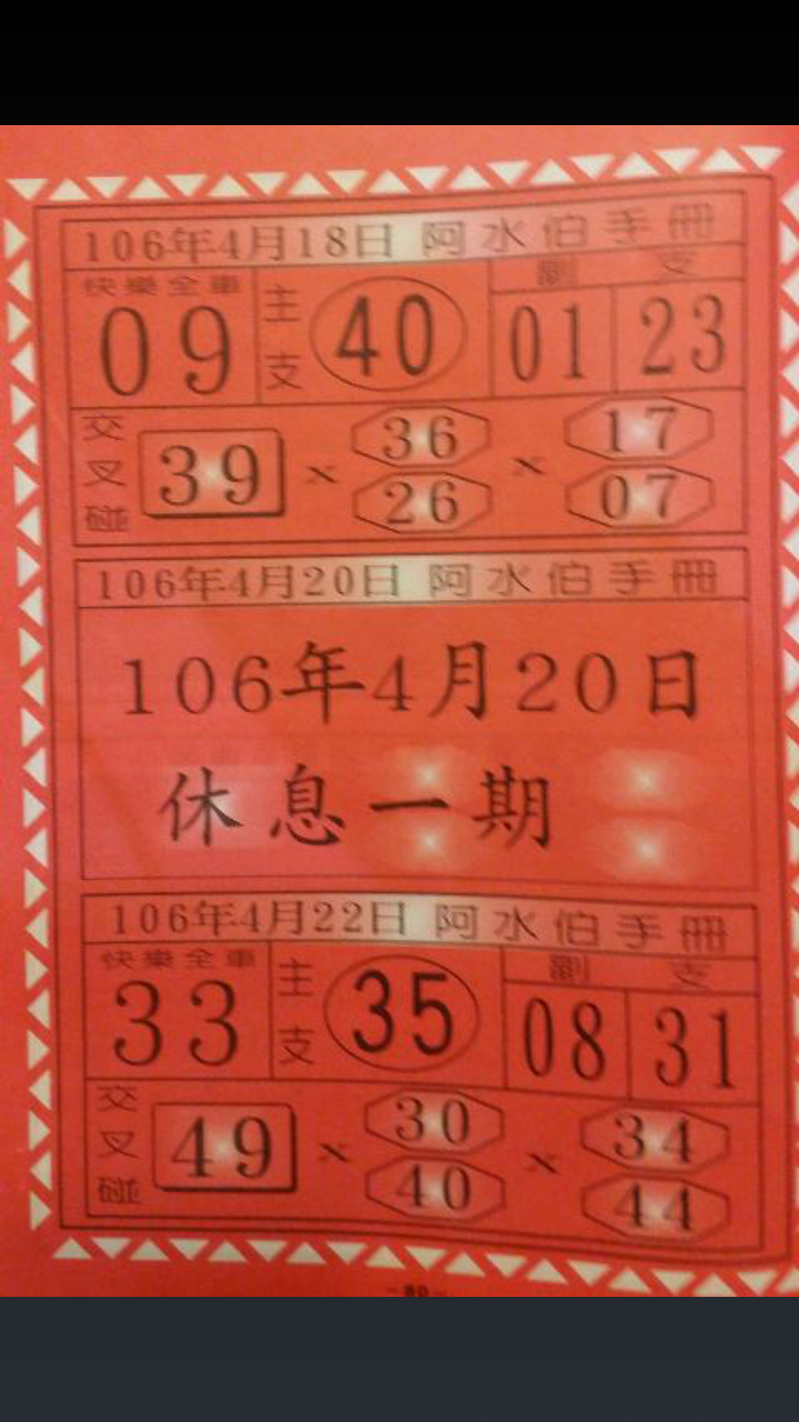 106年4月18日 阿水伯手冊
快樂全車 主支 副支
09 40 01 23
交叉碰
39 × 36 × 17
26 07
106年4月20日 阿水伯手冊
106年4月20日
休息一期
106年4月22日 阿水伯手冊
快樂全車 主支 副支
33 35 08 31
交叉碰
49 × 30 × 34
40 44